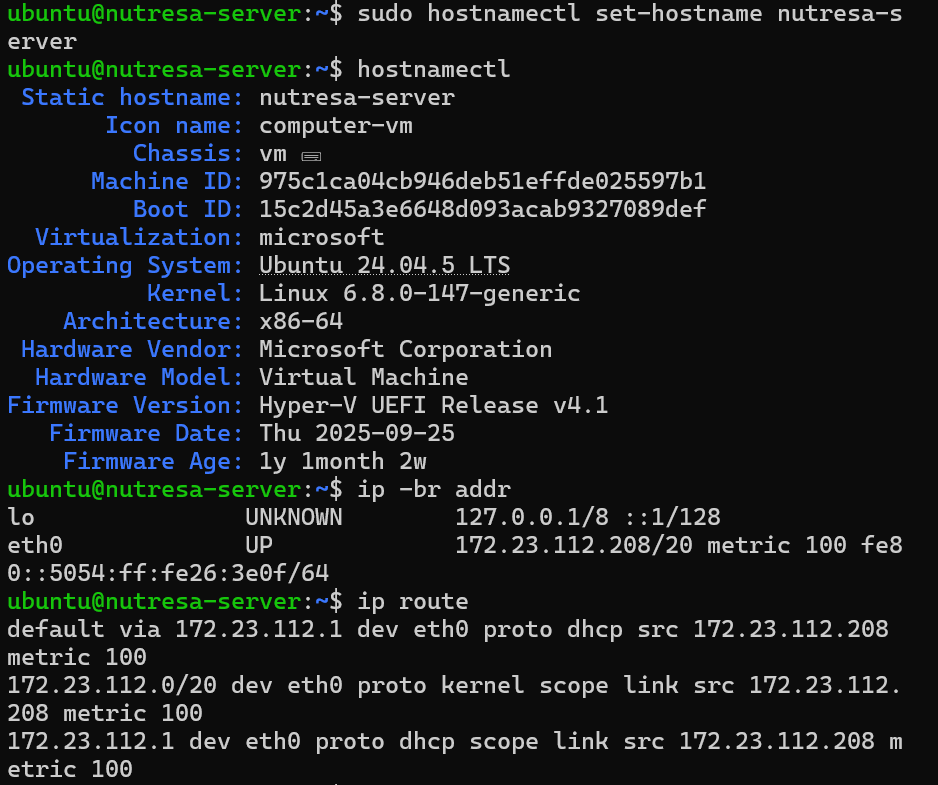 ubuntu@nutresa-server:~$ sudo hostnamectl set-hostname nutresa-s
erver
ubuntu@nutresa-server:~$ hostnamectl
 Static hostname: nutresa-server
       Icon name: computer-vm
         Chassis: vm 🖴
      Machine ID: 975c1ca04cb946deb51effde025597b1
         Boot ID: 15c2d45a3e6648d093acab9327089def
  Virtualization: microsoft
Operating System: Ubuntu 24.04.5 LTS
          Kernel: Linux 6.8.0-147-generic
    Architecture: x86-64
 Hardware Vendor: Microsoft Corporation
  Hardware Model: Virtual Machine
Firmware Version: Hyper-V UEFI Release v4.1
   Firmware Date: Thu 2025-09-25
    Firmware Age: 1y 1month 2w
ubuntu@nutresa-server:~$ ip -br addr
lo               UNKNOWN        127.0.0.1/8 ::1/128
eth0             UP             172.23.112.208/20 metric 100 fe8
0::5054:ff:fe26:3e0f/64
ubuntu@nutresa-server:~$ ip route
default via 172.23.112.1 dev eth0 proto dhcp src 172.23.112.208
metric 100
172.23.112.0/20 dev eth0 proto kernel scope link src 172.23.112.
208 metric 100
172.23.112.1 dev eth0 proto dhcp scope link src 172.23.112.208 m
etric 100